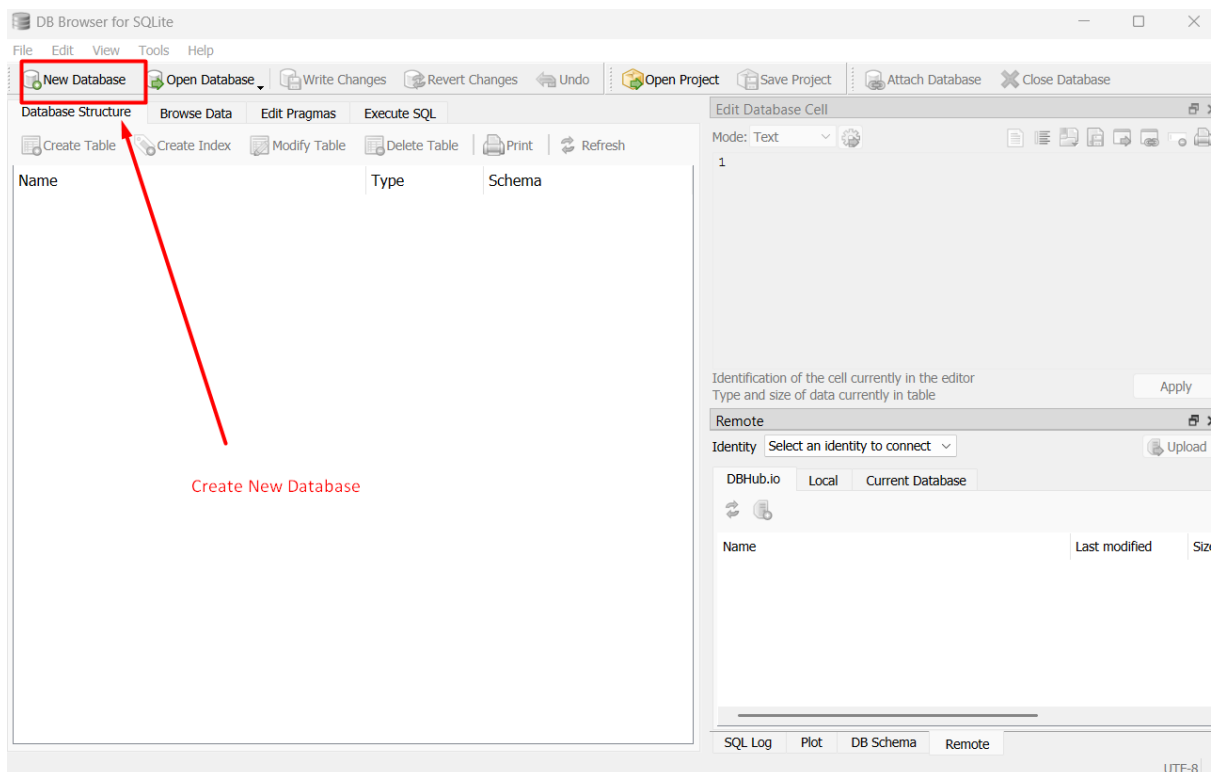 DB Browser for SQLite
File Edit View Tools Help
New Database Open Database Write Changes Revert Changes Undo Open Project Save Project Attach Database Close Database
Database Structure Browse Data Edit Pragmas Execute SQL
Create Table Create Index Modify Table Delete Table Print Refresh
Name Type Schema
Create New Database
Edit Database Cell
Mode: Text
1
Identification of the cell currently in the editor
Type and size of data currently in table
Apply
Remote
Identity Select an identity to connect Upload
DBHub.io Local Current Database
Name Last modified Size
SQL Log Plot DB Schema Remote
UTF-8